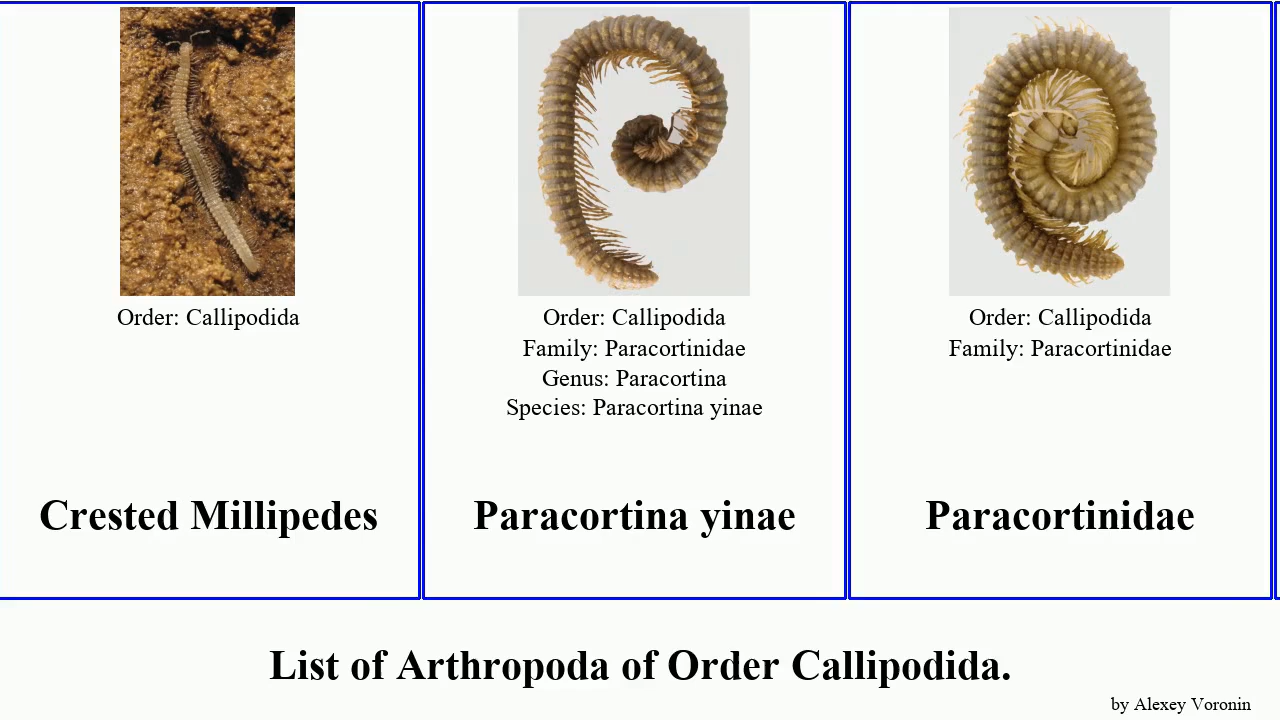 Order: Callipodida
Crested Millipedes
Order: Callipodida
Family: Paracortinidae
Genus: Paracortina
Species: Paracortina yinae
Paracortina yinae
Order: Callipodida
Family: Paracortinidae
Paracortinidae
List of Arthropoda of Order Callipodida.
by Alexey Voronin